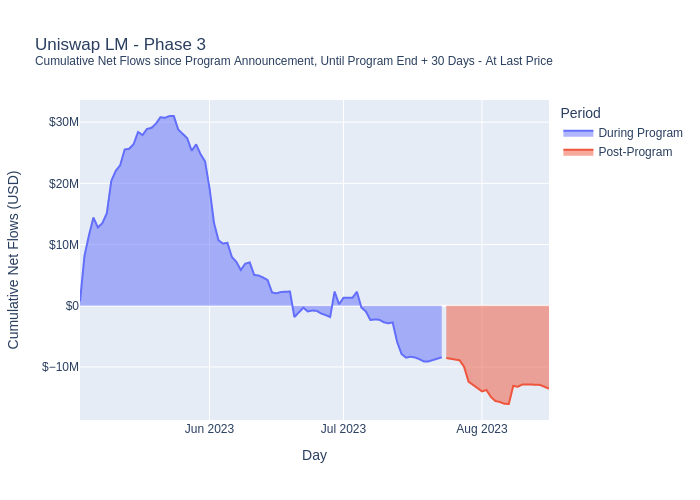 Uniswap LM - Phase 3
Cumulative Net Flows since Program Announcement, Until Program End + 30 Days - At Last Price
Period
During Program
Post-Program
Cumulative Net Flows (USD)
$30M
$20M
$10M
$0
$−10M
Jun 2023
Jul 2023
Aug 2023
Day